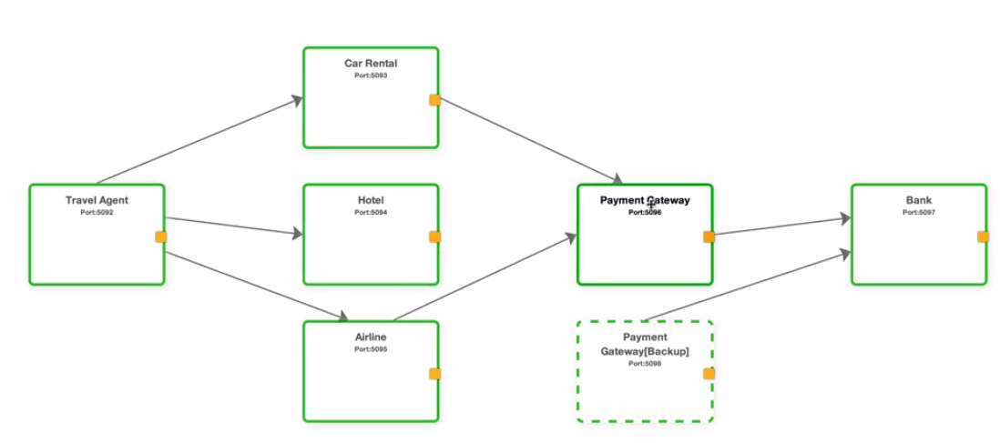 Car Rental
Port:5093
Travel Agent
Port:5092
Hotel
Port:5094
Payment Gateway
Port:5096
Bank
Port:5097
Airline
Port:5095
Payment
Gateway[Backup]
Port:5098